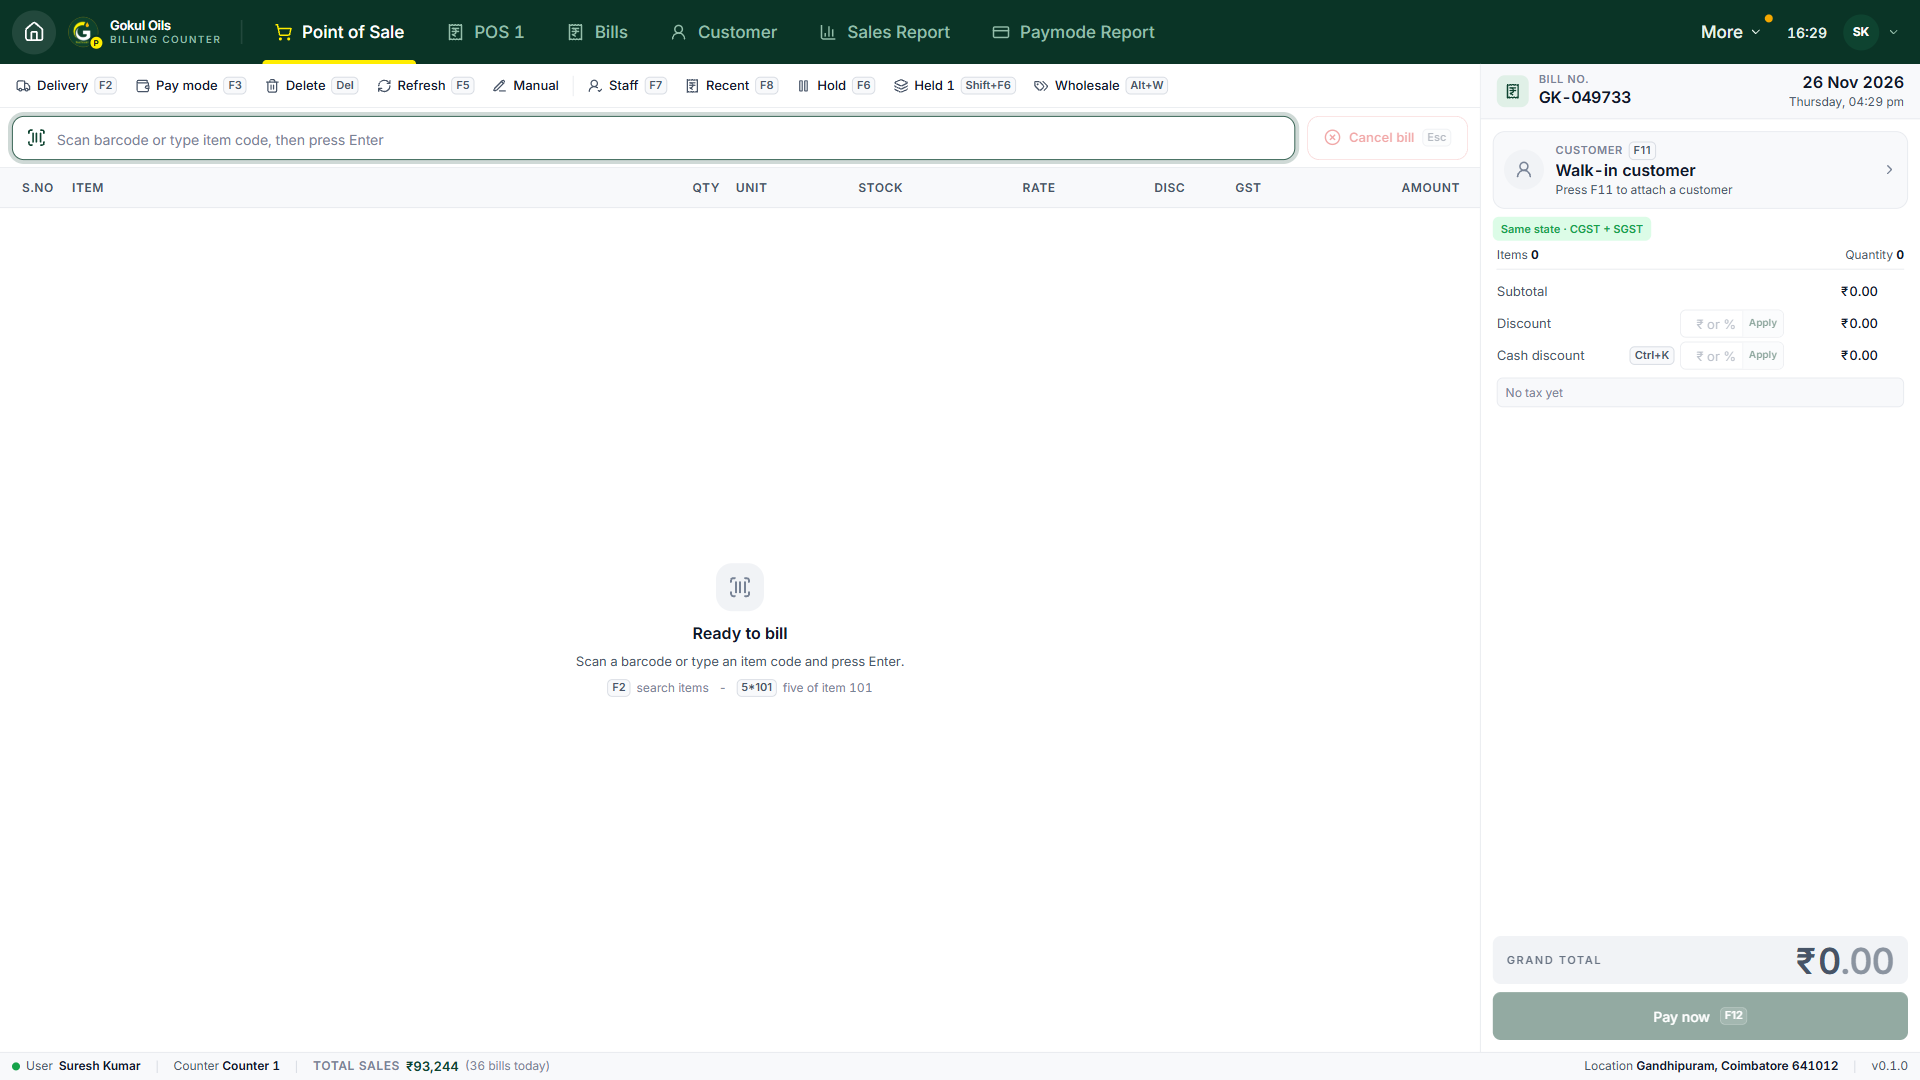 Gokul Oils
BILLING COUNTER
Point of Sale
POS 1
Bills
Customer
Sales Report
Paymode Report
More
16:29
SK
Delivery F2
Pay mode F3
Delete Del
Refresh F5
Manual
Staff F7
Recent F8
Hold F6
Held 1 Shift+F6
Wholesale Alt+W
Scan barcode or type item code, then press Enter
Cancel bill Esc
S.NO ITEM QTY UNIT STOCK RATE DISC GST AMOUNT
Ready to bill
Scan a barcode or type an item code and press Enter.
F2 search items - 5*101 five of item 101
BILL NO.
GK-049733
26 Nov 2026
Thursday, 04:29 pm
CUSTOMER F11
Walk-in customer
Press F11 to attach a customer
Same state · CGST + SGST
Items 0 Quantity 0
Subtotal ₹0.00
Discount ₹ or % Apply ₹0.00
Cash discount Ctrl+K ₹ or % Apply ₹0.00
No tax yet
GRAND TOTAL ₹0.00
Pay now F12
User Suresh Kumar
Counter Counter 1
TOTAL SALES ₹93,244 (36 bills today)
Location Gandhipuram, Coimbatore 641012
v0.1.0